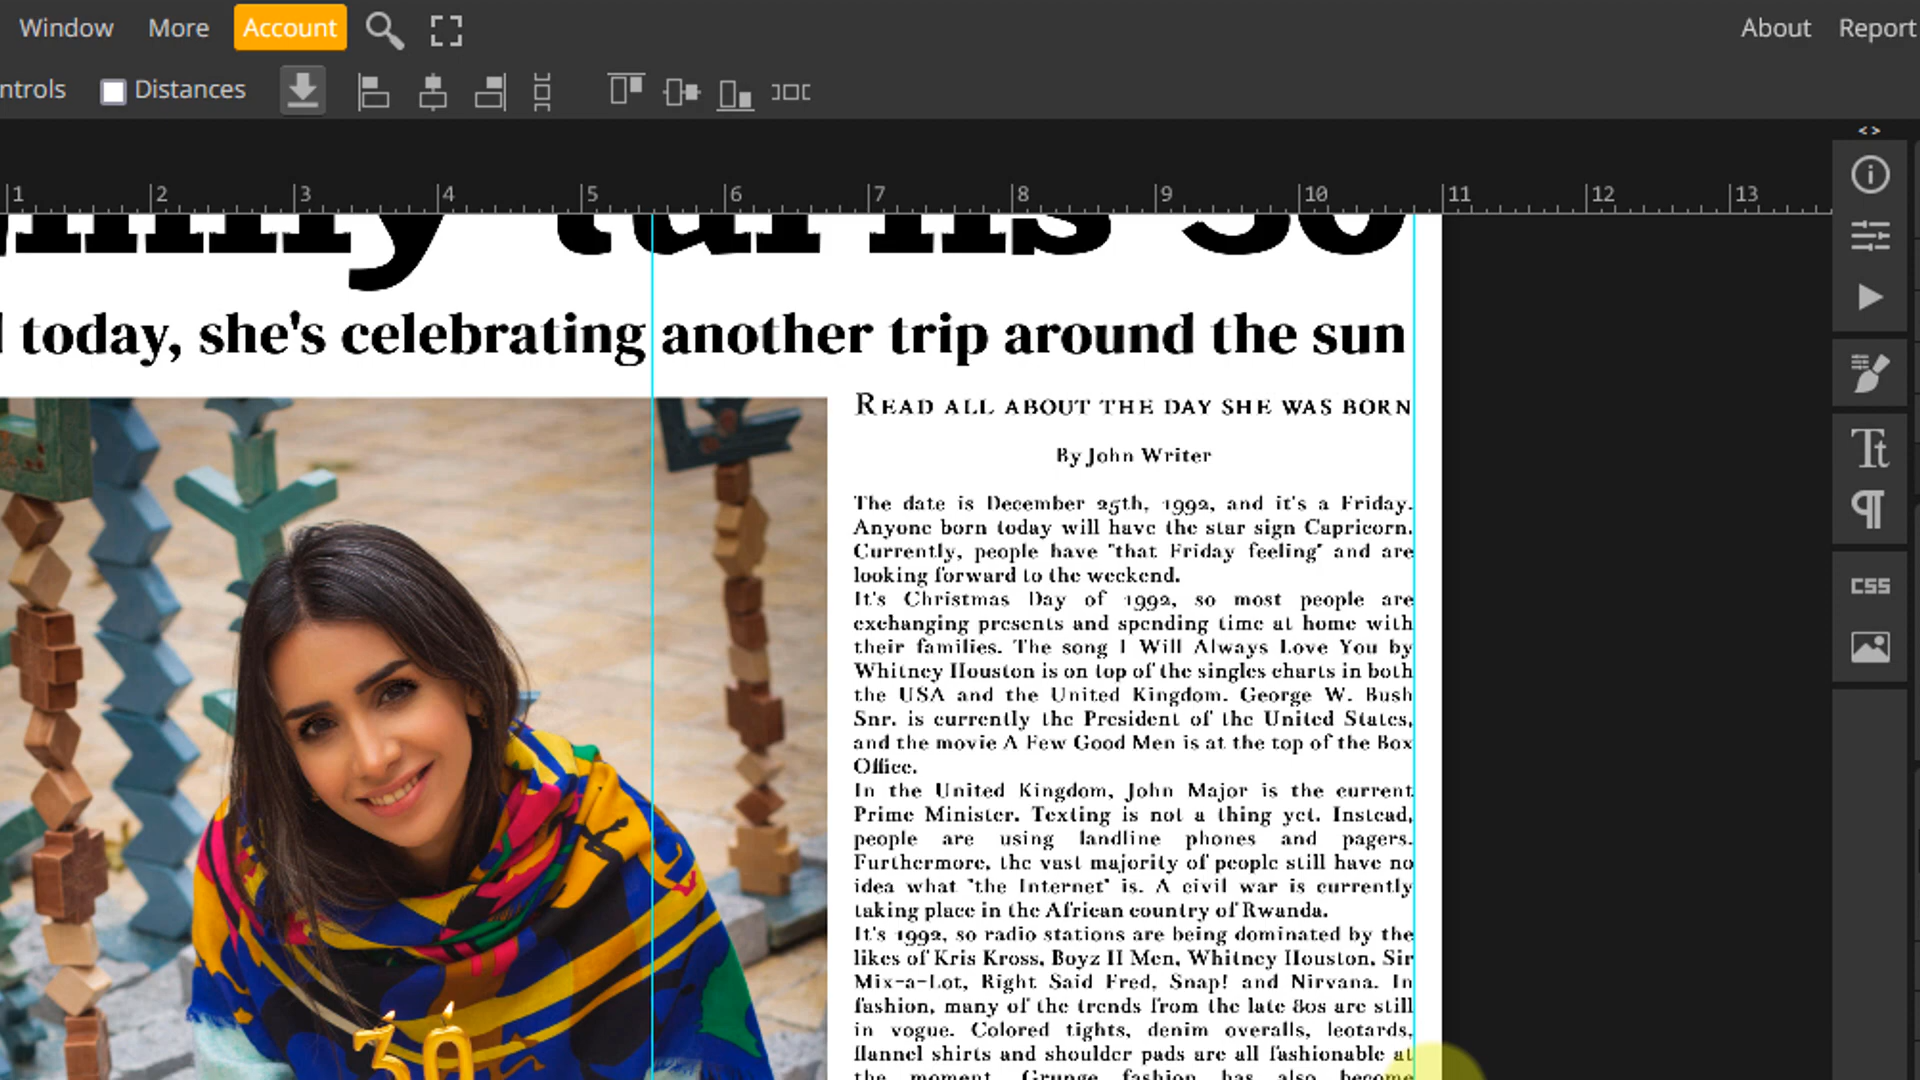 Window More Account About Report
ntrols Distances
1 2 3 4 5 6 7 8 9 10 11 12 13
turns 30
today, she's celebrating another trip around the sun
READ ALL ABOUT THE DAY SHE WAS BORN
By John Writer
The date is December 25th, 1992, and it's a Friday.
Anyone born today will have the star sign Capricorn.
Currently, people have "that Friday feeling" and are
looking forward to the weekend.
It's Christmas Day of 1992, so most people are
exchanging presents and spending time at home with
their families. The song I Will Always Love You by
Whitney Houston is on top of the singles charts in both
the USA and the United Kingdom. George W. Bush
Snr. is currently the President of the United States,
and the movie A Few Good Men is at the top of the Box
Office.
In the United Kingdom, John Major is the current
Prime Minister. Texting is not a thing yet. Instead,
people are using landline phones and pagers.
Furthermore, the vast majority of people still have no
idea what "the Internet" is. A civil war is currently
taking place in the African country of Rwanda.
It's 1992, so radio stations are being dominated by the
likes of Kris Kross, Boyz II Men, Whitney Houston, Sir
Mix-a-Lot, Right Said Fred, Snap! and Nirvana. In
fashion, many of the trends from the late 80s are still
in vogue. Colored tights, denim overalls, leotards,
flannel shirts and shoulder pads are all fashionable at
the moment. Grunge fashion has also become
30
Tt
CSS